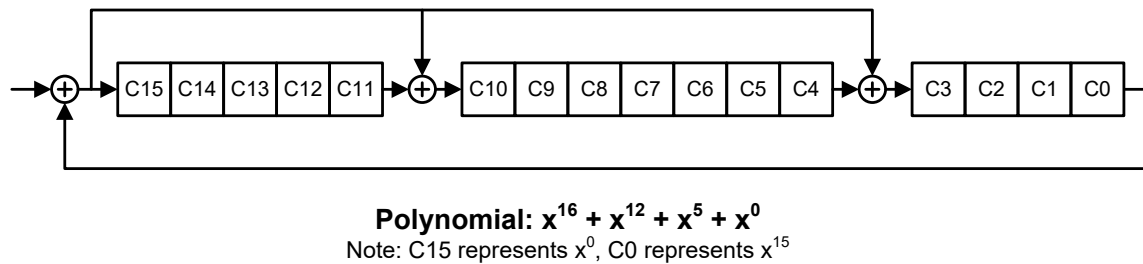 C15 C14 C13 C12 C11 C10 C9 C8 C7 C6 C5 C4 C3 C2 C1 C0
Polynomial: x¹⁶ + x¹² + x⁵ + x⁰
Note: C15 represents x⁰, C0 represents x¹⁵